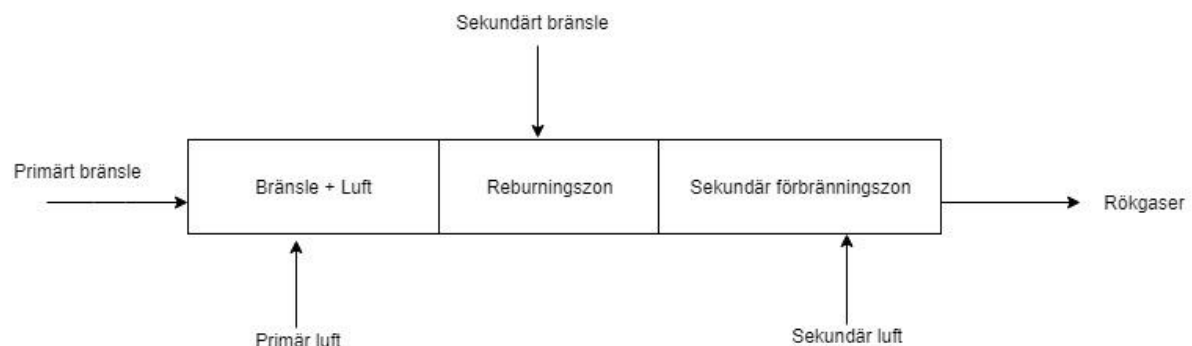 Sekundärt bränsle
Primärt bränsle
Bränsle + Luft
Reburningszon
Sekundär förbränningszon
Rökgaser
Primär luft
Sekundär luft